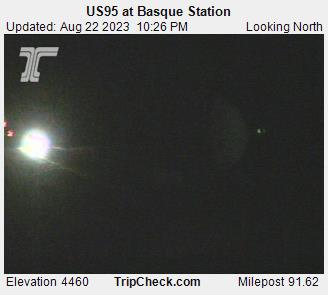 US95 at Basque Station
Updated: Aug 22 2023 10:26 PM Looking North
Elevation 4460 TripCheck.com Milepost 91.62